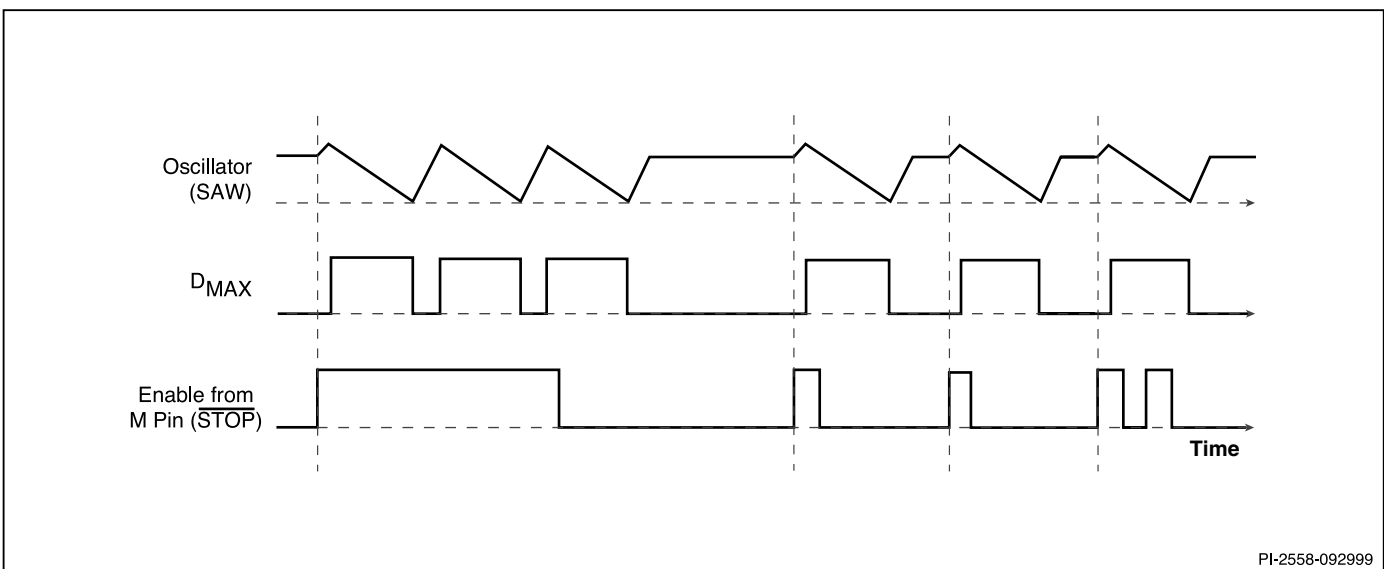 Oscillator
(SAW)
DMAX
Enable from
M Pin (STOP)
Time
PI-2558-092999